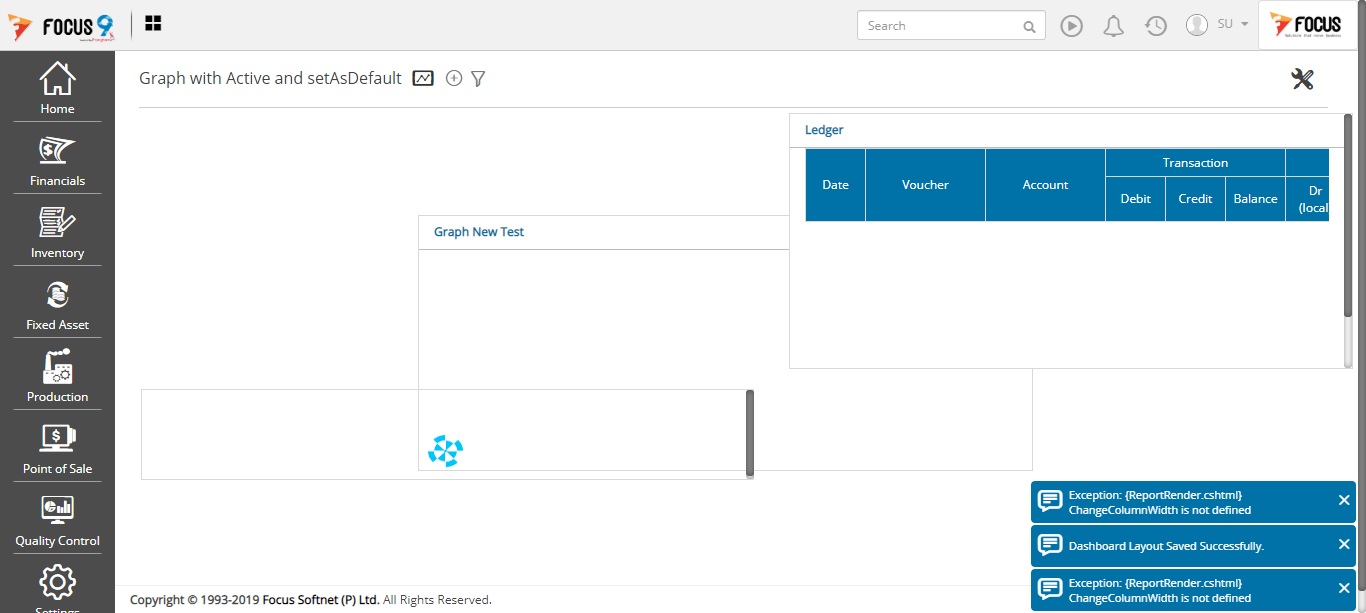 FOCUS 9
Search
SU
FOCUS
Home
Financials
Inventory
Fixed Asset
Production
Point of Sale
Quality Control
Settings
Graph with Active and setAsDefault
Ledger
Date Voucher Account Transaction
Debit Credit Balance Dr
(local
Graph New Test
Exception: {ReportRender.cshtml}
ChangeColumnWidth is not defined
Dashboard Layout Saved Successfully.
Exception: {ReportRender.cshtml}
ChangeColumnWidth is not defined
Copyright © 1993-2019 Focus Softnet (P) Ltd. All Rights Reserved.